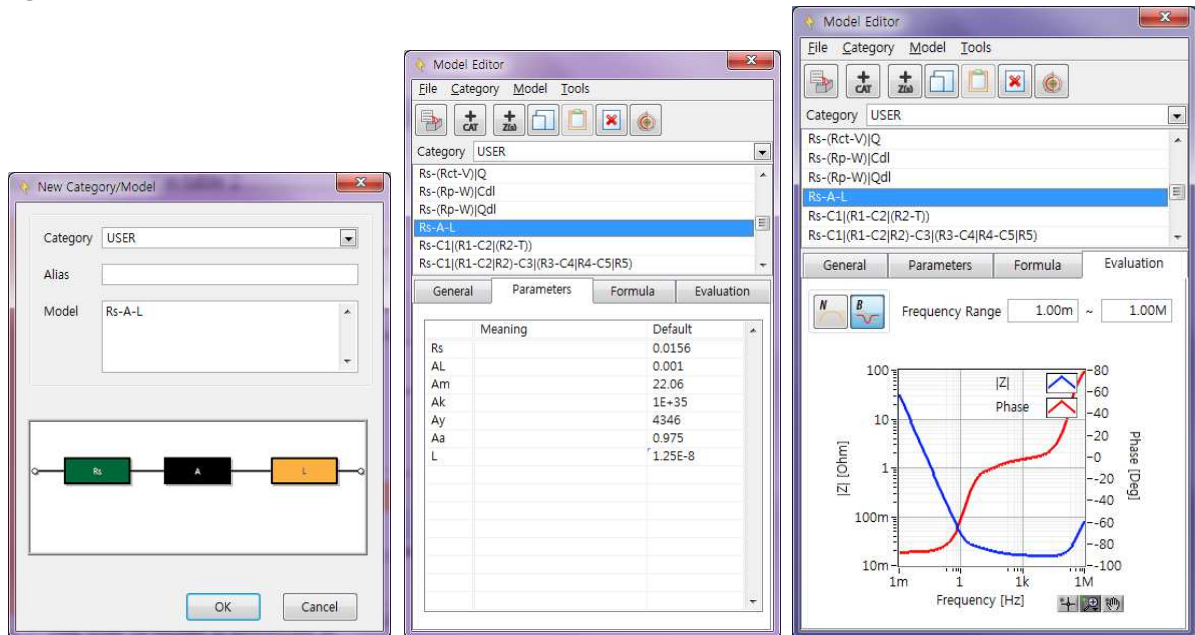 New Category/Model
Category USER
Alias
Model Rs-A-L
Rs A L
OK Cancel
Model Editor
File Category Model Tools
CAT Z(ω)
Category USER
Rs-(Rct-V)|Q
Rs-(Rp-W)|Cdl
Rs-(Rp-W)|Qdl
Rs-A-L
Rs-C1|(R1-C2|(R2-T))
Rs-C1|(R1-C2|R2)-C3|(R3-C4|R4-C5|R5)
General Parameters Formula Evaluation
Meaning Default
Rs 0.0156
AL 0.001
Am 22.06
Ak 1E+35
Ay 4346
Aa 0.975
L 1.25E-8
Model Editor
File Category Model Tools
CAT Z(ω)
Category USER
Rs-(Rct-V)|Q
Rs-(Rp-W)|Cdl
Rs-(Rp-W)|Qdl
Rs-A-L
Rs-C1|(R1-C2|(R2-T))
Rs-C1|(R1-C2|R2)-C3|(R3-C4|R4-C5|R5)
General Parameters Formula Evaluation
N B Frequency Range 1.00m ~ 1.00M
|Z|
Phase
|Z| [Ohm]
100
10
1
100m
10m
80
60
40
20
0
-20
-40
-60
-80
-100
Phase [Deg]
1m 1 1k 1M
Frequency [Hz]